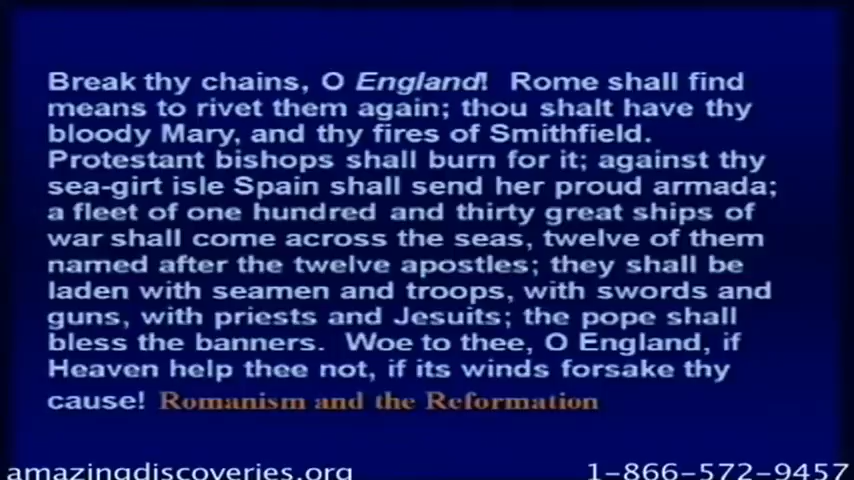 Break thy chains, O England! Rome shall find
means to rivet them again; thou shalt have thy
bloody Mary, and thy fires of Smithfield.
Protestant bishops shall burn for it; against thy
sea-girt isle Spain shall send her proud armada;
a fleet of one hundred and thirty great ships of
war shall come across the seas, twelve of them
named after the twelve apostles; they shall be
laden with seamen and troops, with swords and
guns, with priests and Jesuits; the pope shall
bless the banners. Woe to thee, O England, if
Heaven help thee not, if its winds forsake thy
cause! Romanism and the Reformation
amazingdiscoveries.org 1-866-572-9457